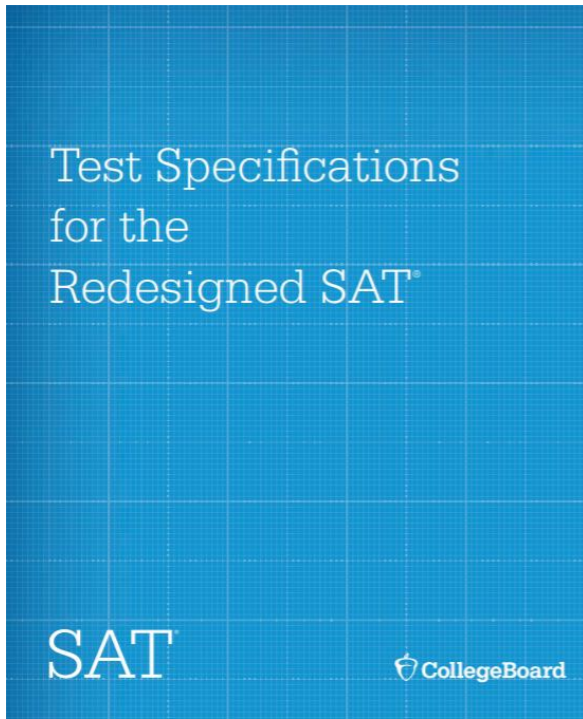 Test Specifications
for the
Redesigned SAT®
SAT®
CollegeBoard